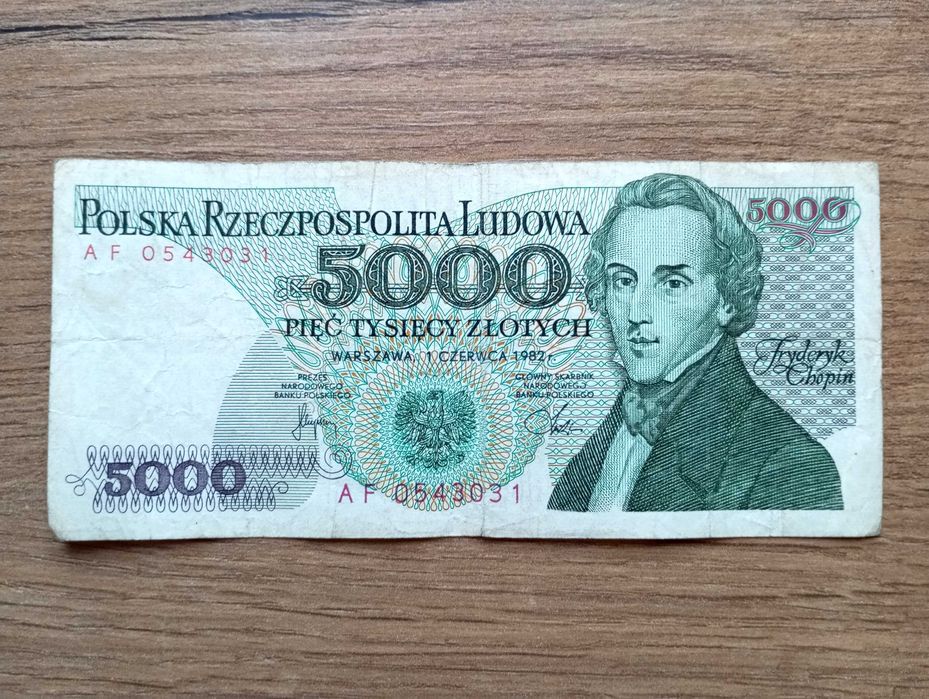 POLSKA RZECZPOSPOLITA LUDOWA
5000
AF 0543031
5000
PIĘĆ TYSIĘCY ZŁOTYCH
WARSZAWA, 1 CZERWCA 1982 r.
PREZES
NARODOWEGO
BANKU POLSKIEGO
GŁÓWNY SKARBNIK
NARODOWEGO
BANKU POLSKIEGO
Fryderyk
Chopin
5000
AF 0543031